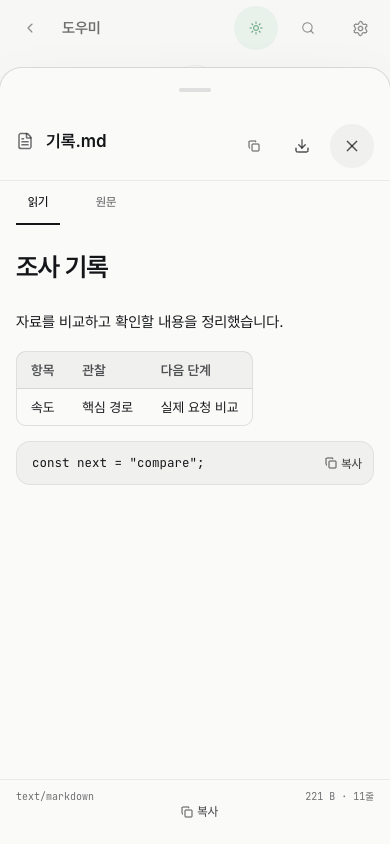 도우미
기록.md
읽기 원문
조사 기록
자료를 비교하고 확인할 내용을 정리했습니다.
항목 관찰 다음 단계
속도 핵심 경로 실제 요청 비교
const next = "compare"; 복사
text/markdown 221 B · 11줄
복사